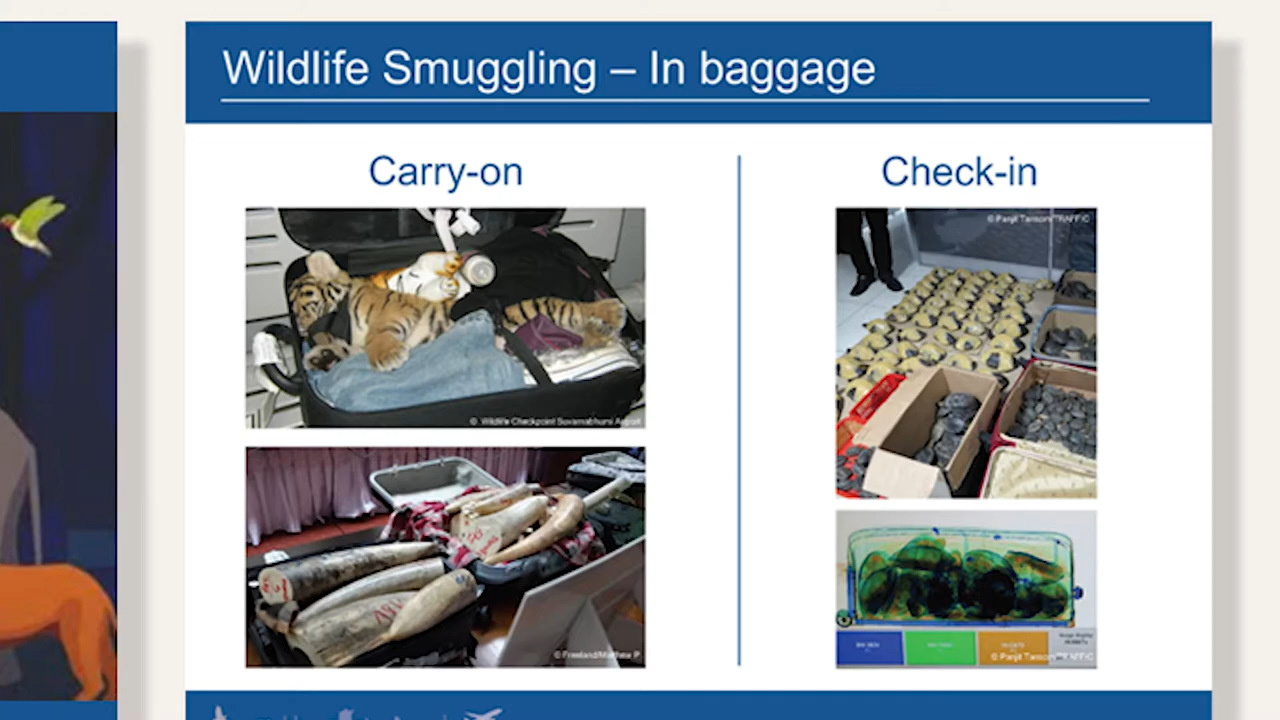 Wildlife Smuggling – In baggage
Carry-on
Check-in
© Wildlife Checkpoint Suvarnabhumi Airport
© Freeland/Matthew P.
© Panjit Tansom/TRAFFIC
© Panjit Tansom/TRAFFIC